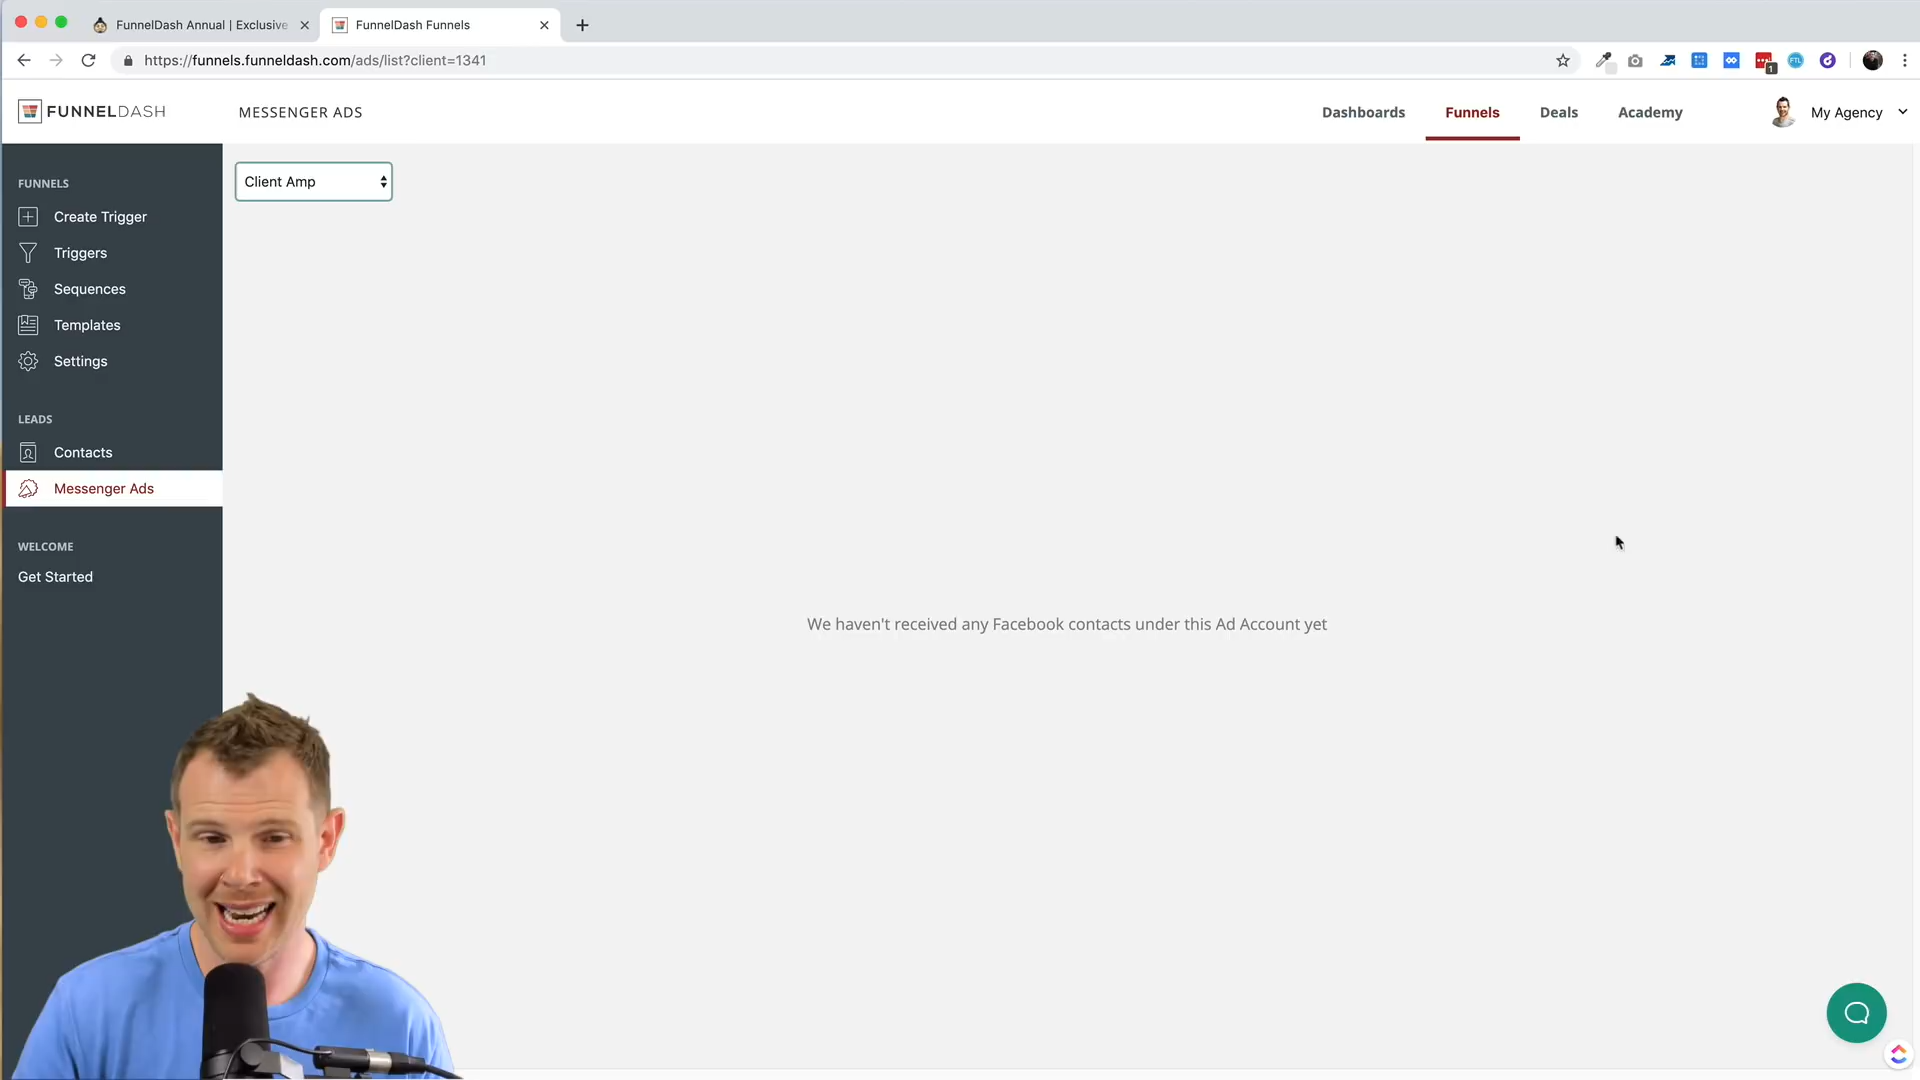 FunnelDash Annual | Exclusive
FunnelDash Funnels
https://funnels.funneldash.com/ads/list?client=1341
1
FTL
FUNNELDASH
MESSENGER ADS
Dashboards
Funnels
Deals
Academy
My Agency
Client Amp
FUNNELS
Create Trigger
Triggers
Sequences
Templates
Settings
LEADS
Contacts
Messenger Ads
WELCOME
Get Started
We haven't received any Facebook contacts under this Ad Account yet